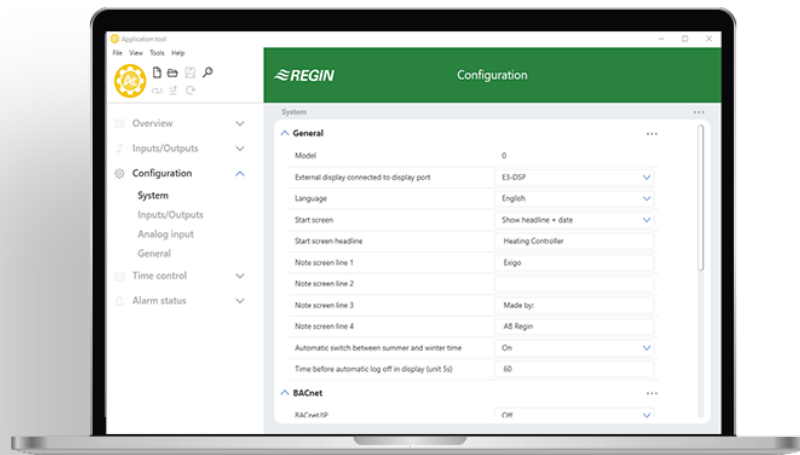 Application tool
File View Tools Help
At
REGIN
Configuration
Overview
Inputs/Outputs
Configuration
System
Inputs/Outputs
Analog input
General
Time control
Alarm status
System
General
Model 0
External display connected to display port E3-DSP
Language English
Start screen Show headline + date
Start screen headline Heating Controller
Note screen line 1 Exigo
Note screen line 2
Note screen line 3 Made by:
Note screen line 4 AB Regin
Automatic switch between summer and winter time On
Time before automatic log off in display (unit 5s) 60
BACnet
BACnet/IP Off